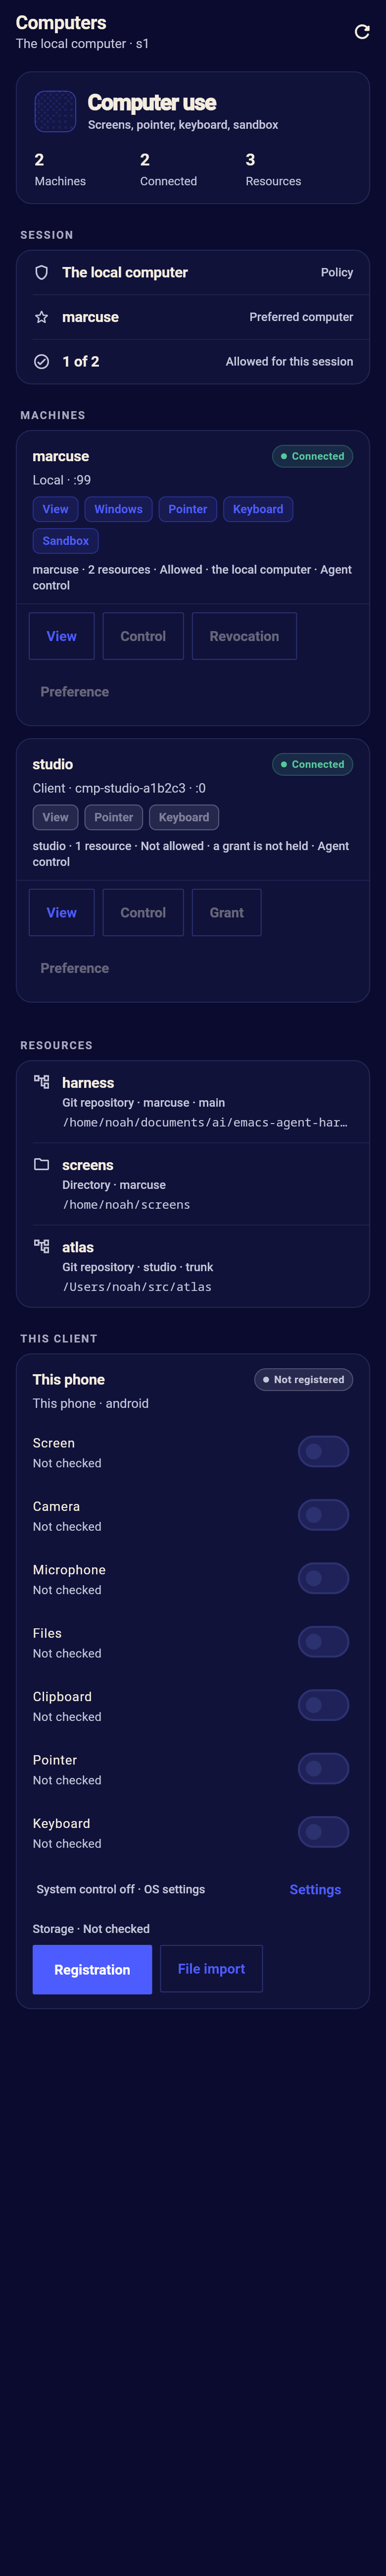 Computers
The local computer · s1
Computer use
Screens, pointer, keyboard, sandbox
2
2
3
Machines
Connected
Resources
SESSION
The local computer
Policy
marcuse
Preferred computer
1 of 2
Allowed for this session
MACHINES
marcuse
Connected
Local · :99
View
Windows
Pointer
Keyboard
Sandbox
marcuse · 2 resources · Allowed · the local computer · Agent
control
View
Control
Revocation
Preference
studio
Connected
Client · cmp-studio-a1b2c3 · :0
View
Pointer
Keyboard
studio · 1 resource · Not allowed · a grant is not held · Agent
control
View
Control
Grant
Preference
RESOURCES
harness
Git repository · marcuse · main
/home/noah/documents/ai/emacs-agent-har…
screens
Directory · marcuse
/home/noah/screens
atlas
Git repository · studio · trunk
/Users/noah/src/atlas
THIS CLIENT
This phone
Not registered
This phone · android
Screen
Not checked
Camera
Not checked
Microphone
Not checked
Files
Not checked
Clipboard
Not checked
Pointer
Not checked
Keyboard
Not checked
System control off · OS settings
Settings
Storage · Not checked
Registration
File import